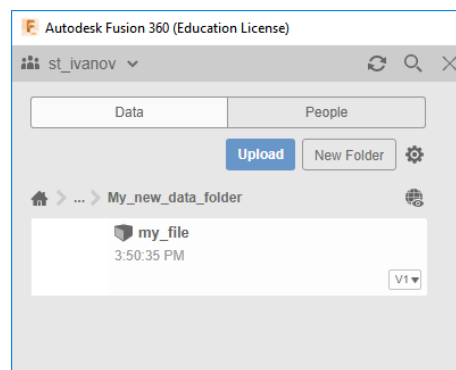 Autodesk Fusion 360 (Education License)
st_ivanov
Data People
Upload New Folder
... My_new_data_folder
my_file
3:50:35 PM
V1